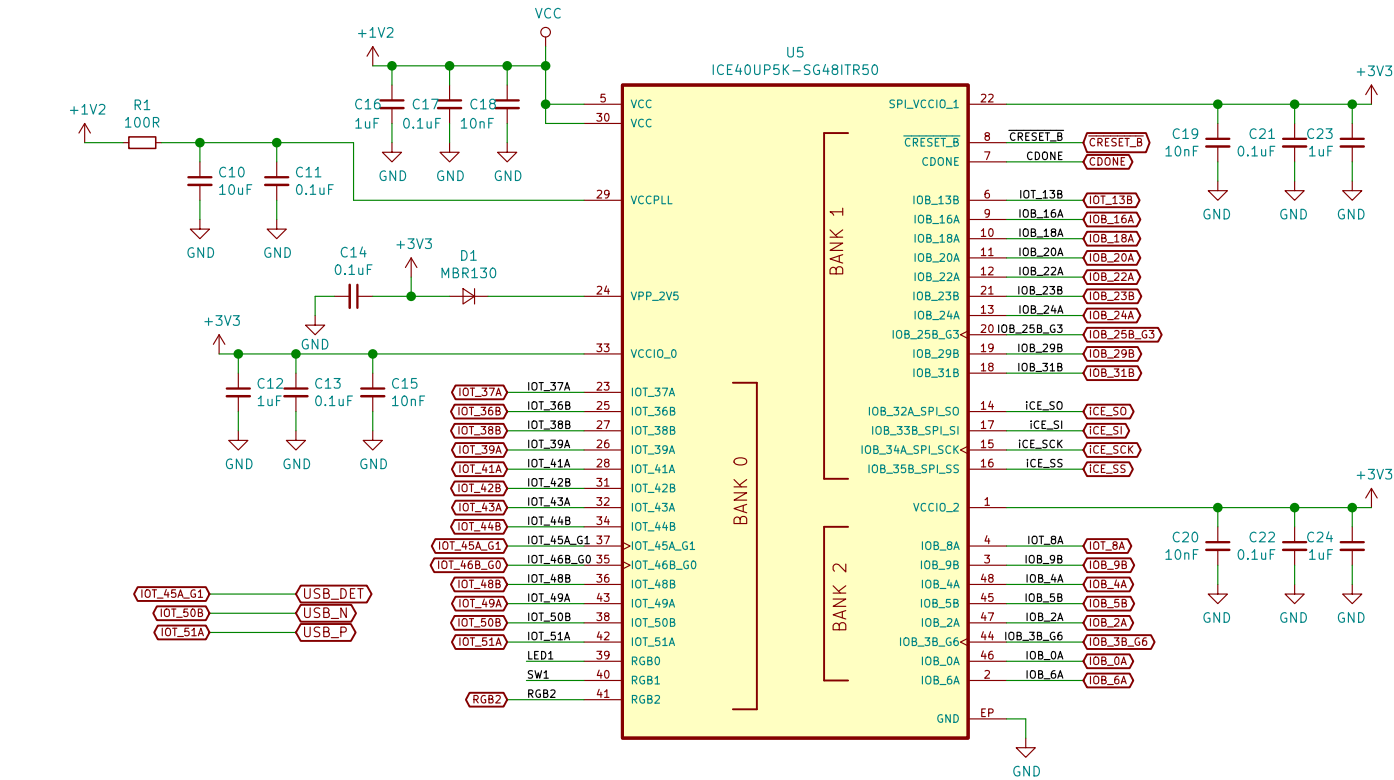 VCC
+1V2
C16
1uF
C17
0.1uF
C18
10nF
GND
GND
GND
+1V2
R1
100R
C10
10uF
C11
0.1uF
GND
GND
C14
0.1uF
+3V3
D1
MBR130
GND
+3V3
C12
1uF
C13
0.1uF
C15
10nF
GND
GND
GND
U5
ICE40UP5K-SG48ITR50
5 VCC
30 VCC
29 VCCPLL
24 VPP_2V5
33 VCCIO_0
IOT_37A IOT_37A 23 IOT_37A
IOT_36B IOT_36B 25 IOT_36B
IOT_38B IOT_38B 27 IOT_38B
IOT_39A IOT_39A 26 IOT_39A
IOT_41A IOT_41A 28 IOT_41A
IOT_42B IOT_42B 31 IOT_42B
IOT_43A IOT_43A 32 IOT_43A
IOT_44B IOT_44B 34 IOT_44B
IOT_45A_G1 IOT_45A_G1 37 IOT_45A_G1
IOT_46B_G0 IOT_46B_G0 35 IOT_46B_G0
IOT_48B IOT_48B 36 IOT_48B
IOT_49A IOT_49A 43 IOT_49A
IOT_50B IOT_50B 38 IOT_50B
IOT_51A IOT_51A 42 IOT_51A
LED1 39 RGB0
SW1 40 RGB1
RGB2 RGB2 41 RGB2
BANK 0
BANK 1
BANK 2
IOT_45A_G1 USB_DET
IOT_50B USB_N
IOT_51A USB_P
SPI_VCCIO_1 22
CRESET_B 8 CRESET_B CRESET_B
CDONE 7 CDONE CDONE
IOB_13B 6 IOT_13B IOT_13B
IOB_16A 9 IOB_16A IOB_16A
IOB_18A 10 IOB_18A IOB_18A
IOB_20A 11 IOB_20A IOB_20A
IOB_22A 12 IOB_22A IOB_22A
IOB_23B 21 IOB_23B IOB_23B
IOB_24A 13 IOB_24A IOB_24A
IOB_25B_G3 20 IOB_25B_G3 IOB_25B_G3
IOB_29B 19 IOB_29B IOB_29B
IOB_31B 18 IOB_31B IOB_31B
IOB_32A_SPI_SO 14 iCE_SO iCE_SO
IOB_33B_SPI_SI 17 iCE_SI iCE_SI
IOB_34A_SPI_SCK 15 iCE_SCK iCE_SCK
IOB_35B_SPI_SS 16 iCE_SS iCE_SS
VCCIO_2 1
IOB_8A 4 IOT_8A IOT_8A
IOB_9B 3 IOB_9B IOB_9B
IOB_4A 48 IOB_4A IOB_4A
IOB_5B 45 IOB_5B IOB_5B
IOB_2A 47 IOB_2A IOB_2A
IOB_3B_G6 44 IOB_3B_G6 IOB_3B_G6
IOB_0A 46 IOB_0A IOB_0A
IOB_6A 2 IOB_6A IOB_6A
GND EP
GND
+3V3
C19
10nF
C21
0.1uF
C23
1uF
GND
GND
GND
+3V3
C20
10nF
C22
0.1uF
C24
1uF
GND
GND
GND